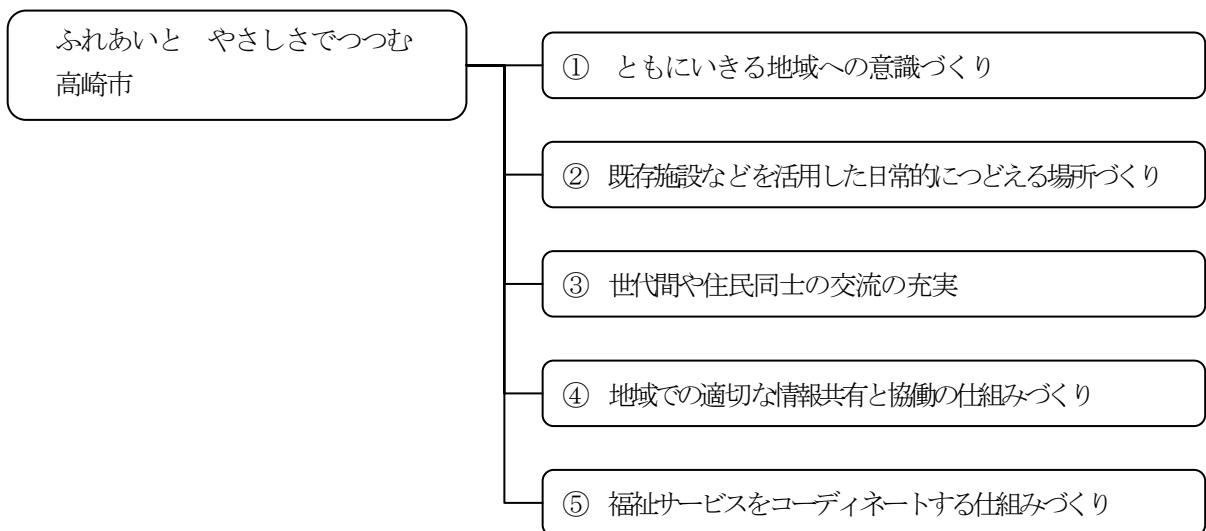 ふれあいと　やさしさでつつむ
高崎市
①　ともにいきる地域への意識づくり
②　既存施設などを活用した日常的につどえる場所づくり
③　世代間や住民同士の交流の充実
④　地域での適切な情報共有と協働の仕組みづくり
⑤　福祉サービスをコーディネートする仕組みづくり